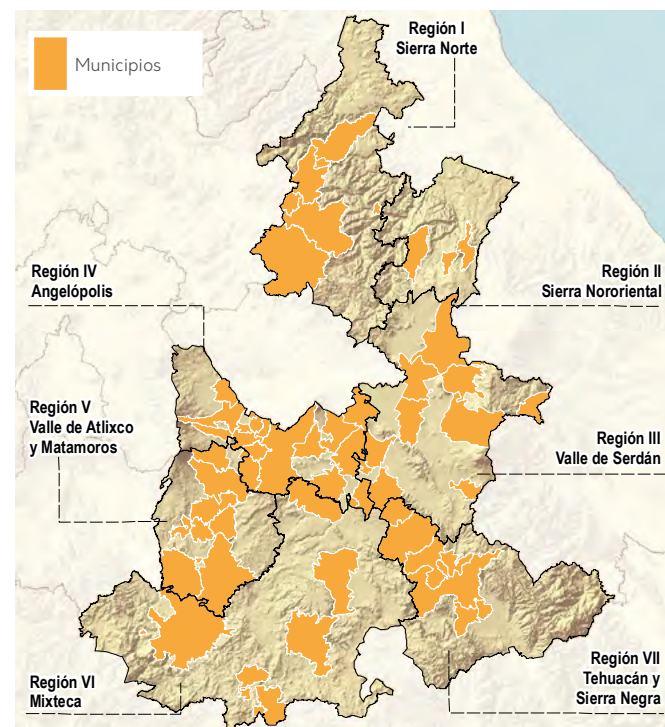 Región I
Sierra Norte
Municipios
Región IV
Angelópolis
Región II
Sierra Nororiental
Región V
Valle de Atlixco
y Matamoros
Región III
Valle de Serdán
Región VI
Mixteca
Región VII
Tehuacán y
Sierra Negra